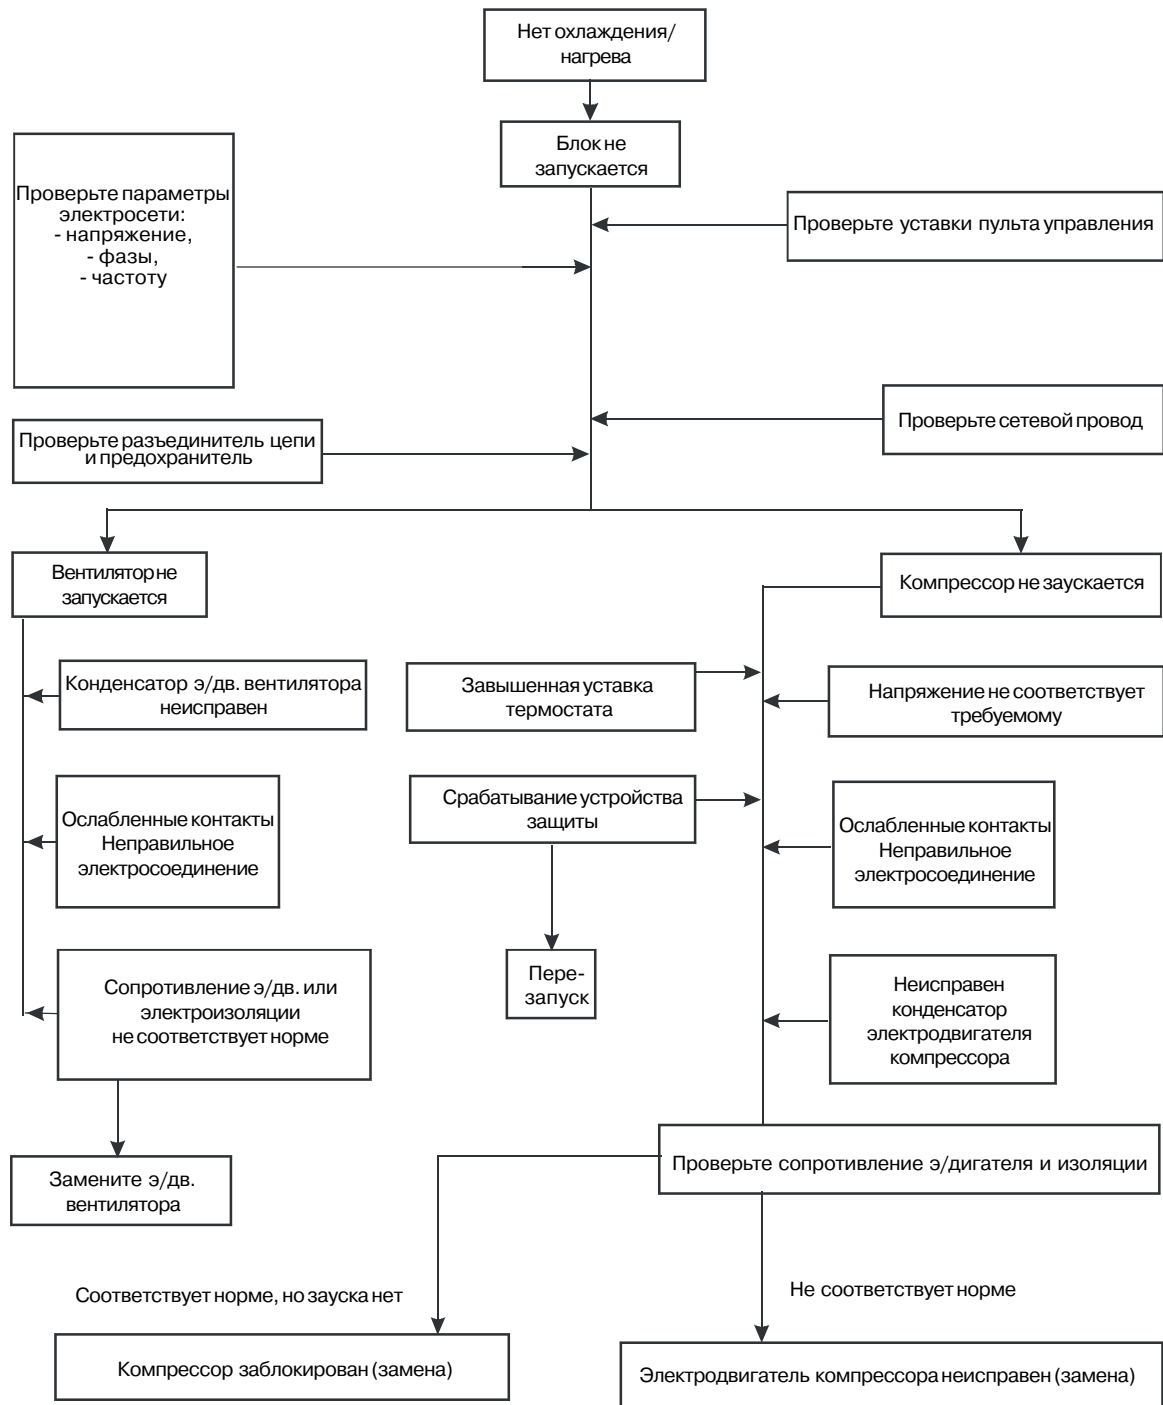 Нет охлаждения/
нагрева
Блок не
запускается
Проверьте параметры
электросети:
- напряжение,
- фазы,
- частоту
Проверьте уставки пульта управления
Проверьте сетевой провод
Проверьте разъединитель цепи
и предохранитель
Вентилятор не
запускается
Компрессор не заускается
Конденсатор э/дв. вентилятора
неисправен
Завышенная уставка
термостата
Напряжение не соответствует
требуемому
Ослабленные контакты
Неправильное
электросоединение
Срабатывание устройства
защиты
Ослабленные контакты
Неправильное
электросоединение
Сопротивление э/дв. или
электроизоляции
не соответствует норме
Пере-
запуск
Неисправен
конденсатор
электродвигателя
компрессора
Замените э/дв.
вентилятора
Проверьте сопротивление э/дигателя и изоляции
Соответствует норме, но зауска нет
Не соответствует норме
Компрессор заблокирован (замена)
Электродвигатель компрессора неисправен (замена)